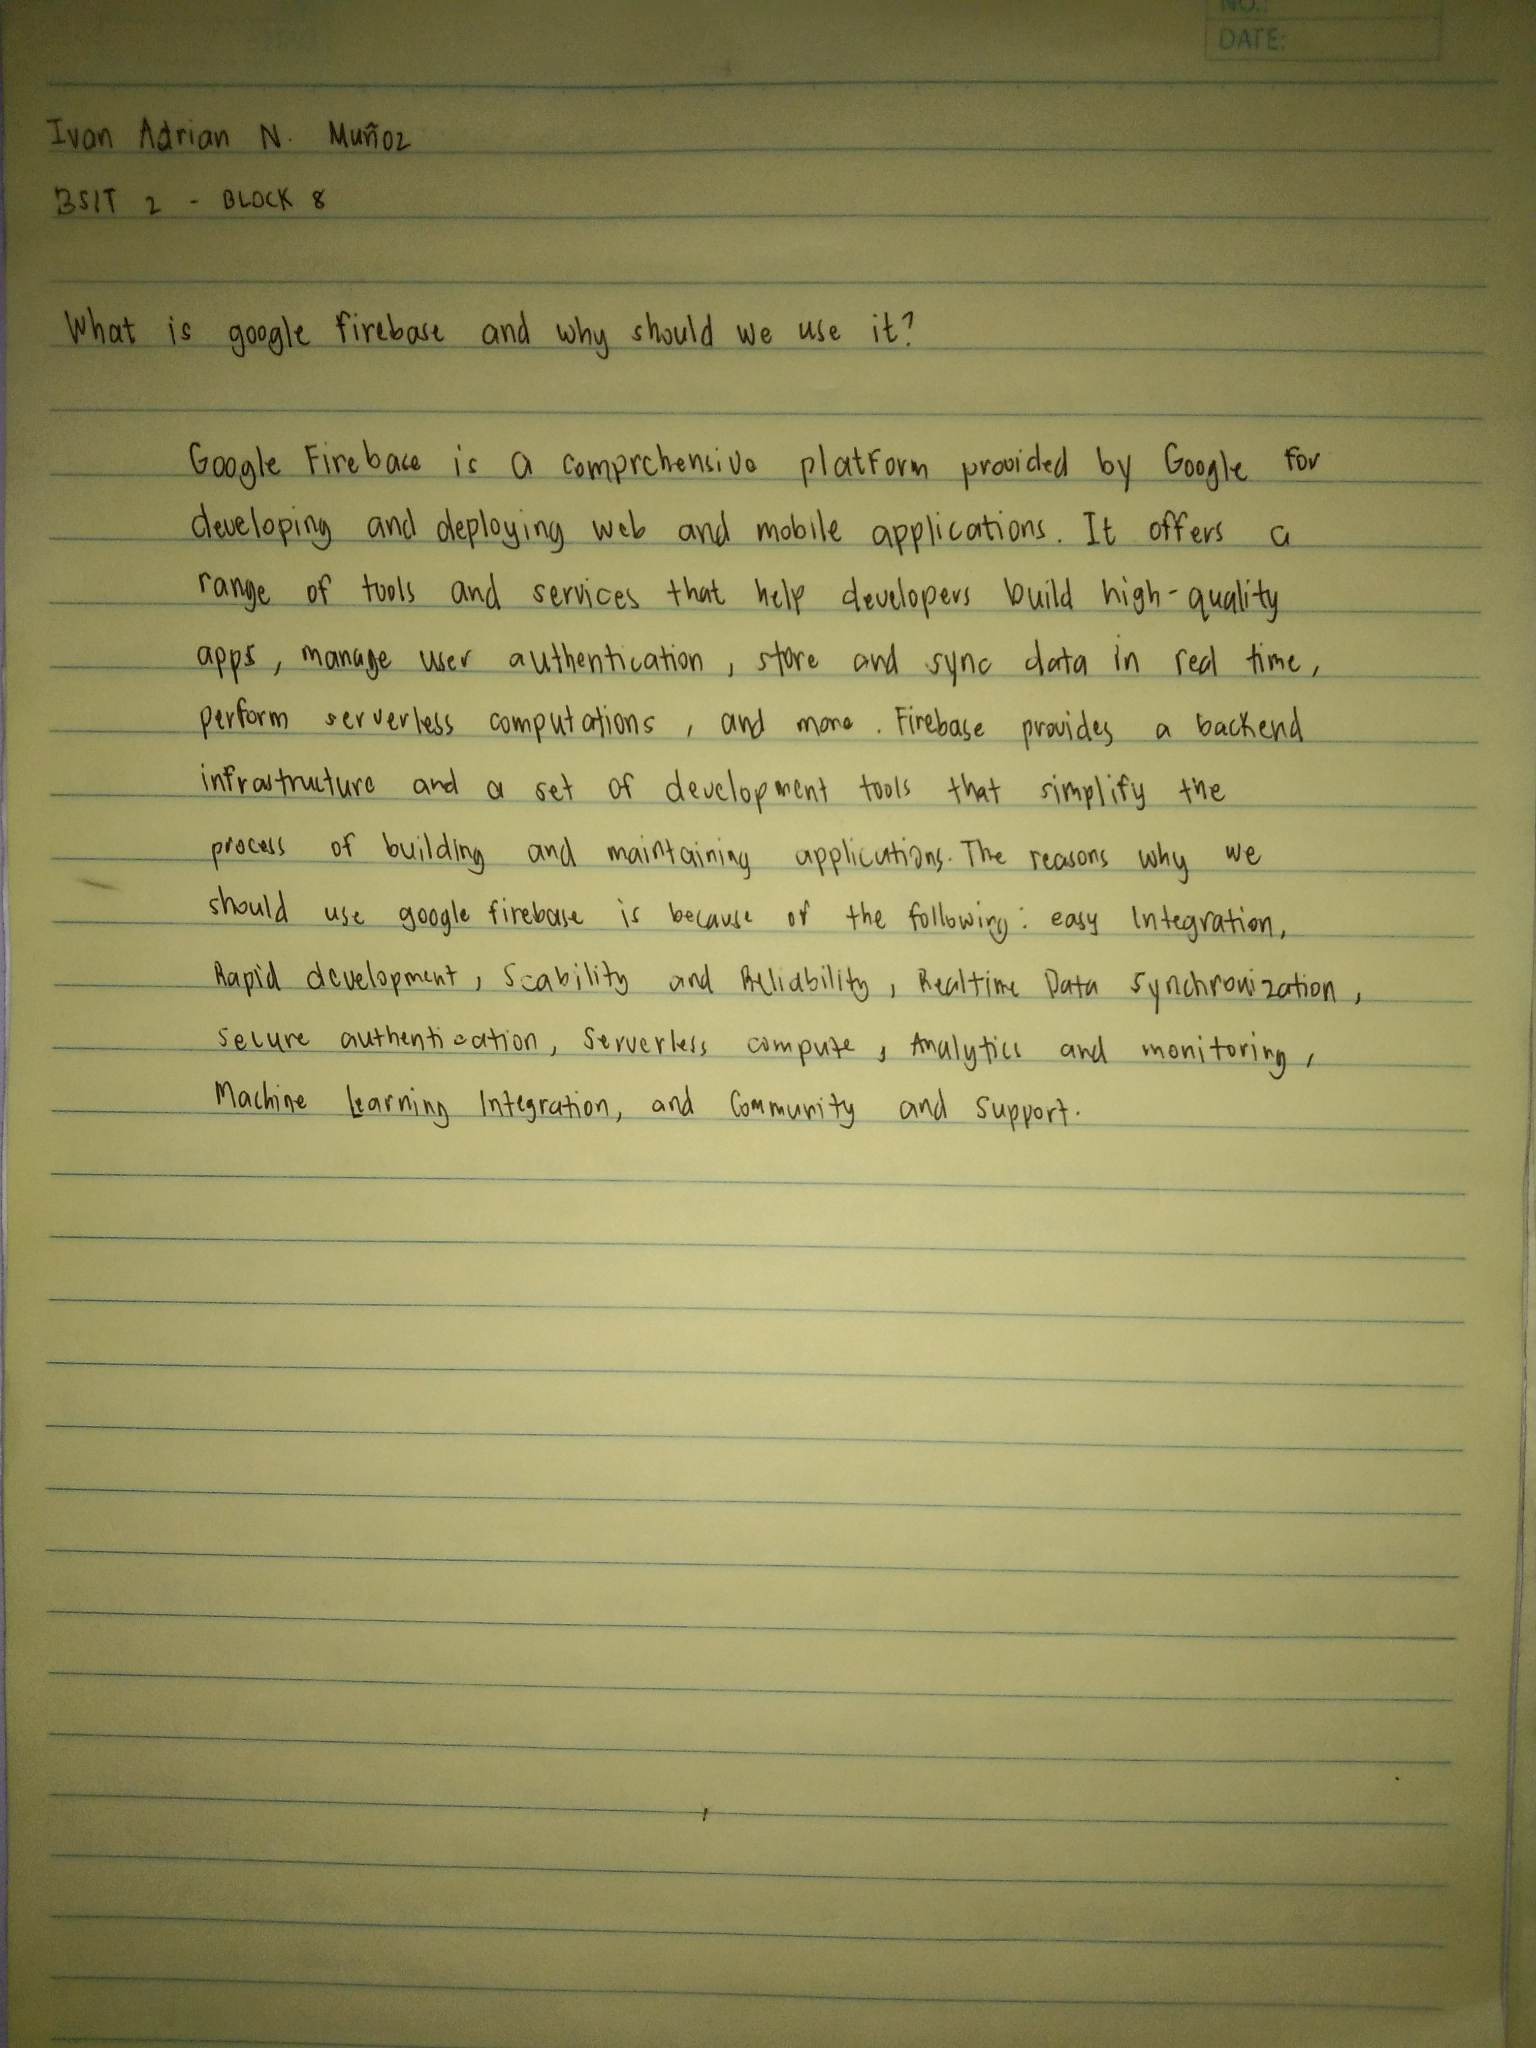 NO.:
DATE:
Ivan Adrian N. Muñoz
BSIT 2 - BLOCK 8
What is google firebase and why should we use it?
Google Firebase is a comprehensive platform provided by Google for
developing and deploying web and mobile applications. It offers a
range of tools and services that help developers build high-quality
apps, manage user authentication, store and sync data in real time,
perform serverless computations, and more. Firebase provides a backend
infrastructure and a set of development tools that simplify the
process of building and maintaining applications. The reasons why we
should use google firebase is because of the following: easy Integration,
Rapid development, Scability and Reliability, Realtime Data Synchronization,
secure authentication, Serverless compute, Analytics and monitoring,
Machine Learning Integration, and Community and Support.